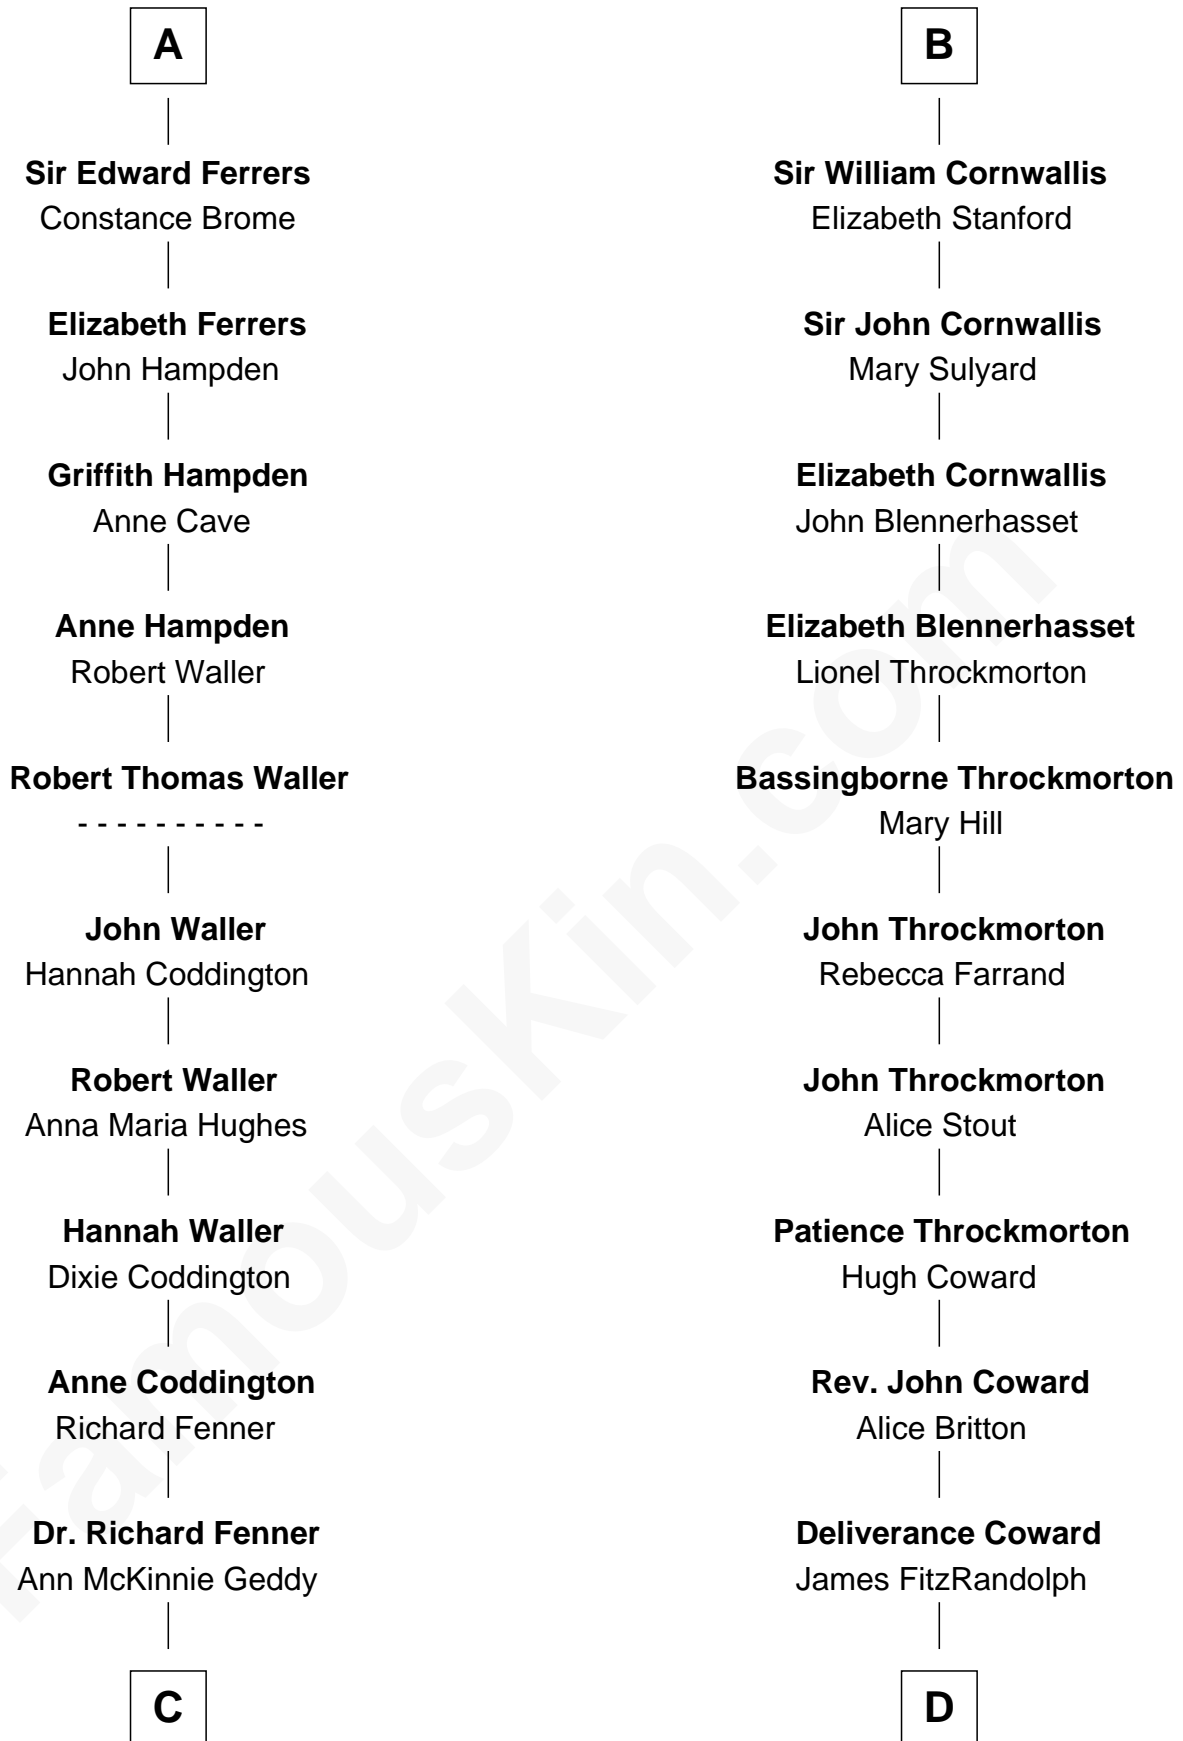 A
Sir Edward Ferrers
Constance Brome
Elizabeth Ferrers
John Hampden
Griffith Hampden
Anne Cave
Anne Hampden
Robert Waller
Robert Thomas Waller
- - - - - - - - - -
John Waller
Hannah Coddington
Robert Waller
Anna Maria Hughes
Hannah Waller
Dixie Coddington
Anne Coddington
Richard Fenner
Dr. Richard Fenner
Ann McKinnie Geddy
C
B
Sir William Cornwallis
Elizabeth Stanford
Sir John Cornwallis
Mary Sulyard
Elizabeth Cornwallis
John Blennerhasset
Elizabeth Blennerhasset
Lionel Throckmorton
Bassingborne Throckmorton
Mary Hill
John Throckmorton
Rebecca Farrand
John Throckmorton
Alice Stout
Patience Throckmorton
Hugh Coward
Rev. John Coward
Alice Britton
Deliverance Coward
James FitzRandolph
D
FamousKin.com